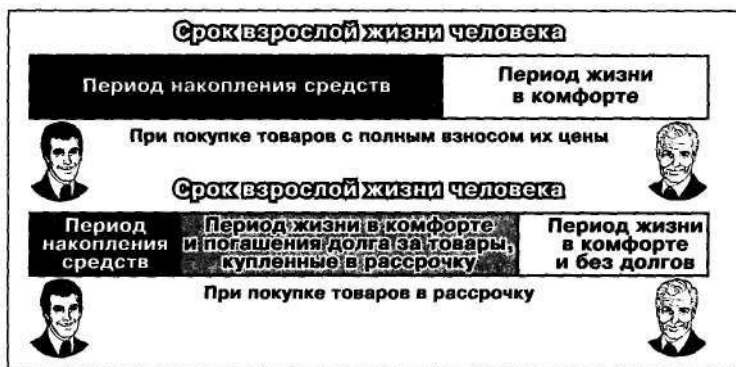 Срок взрослой жизни человека
Период накопления средств
Период жизни
в комфорте
При покупке товаров с полным взносом их цены
Срок взрослой жизни человека
Период
накопления
средств
Период жизни в комфорте
и погашения долга за товары,
купленные в рассрочку
Период жизни
в комфорте
и без долгов
При покупке товаров в рассрочку